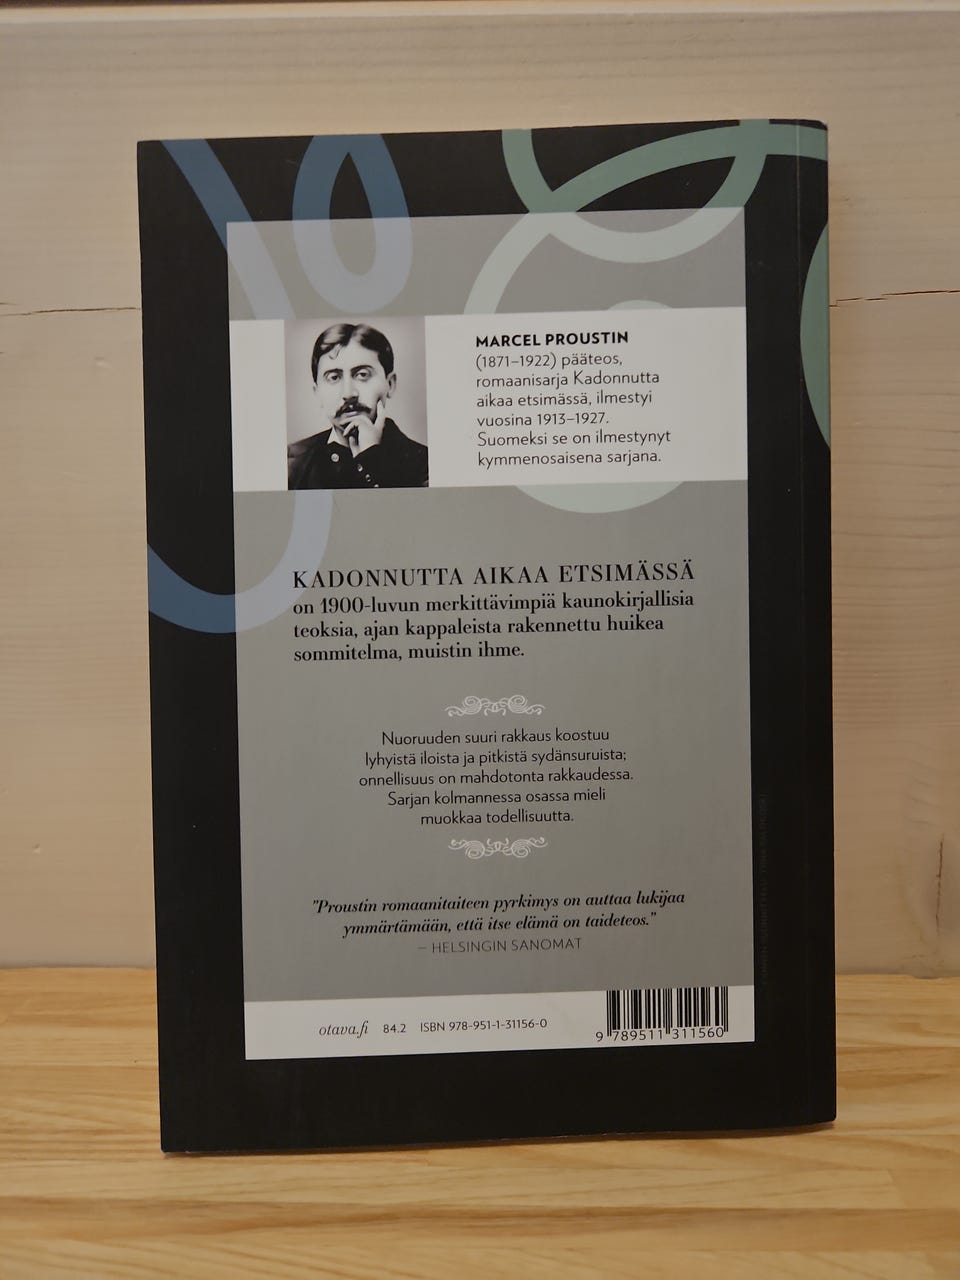 MARCEL PROUSTIN
(1871–1922) pääteos,
romaanisarja Kadonnutta
aikaa etsimässä, ilmestyi
vuosina 1913–1927.
Suomeksi se on ilmestynyt
kymmenosaisena sarjana.
KADONNUTTA AIKAA ETSIMÄSSÄ
on 1900-luvun merkittävimpiä kaunokirjallisia
teoksia, ajan kappaleista rakennettu huikea
sommitelma, muistin ihme.
Nuoruuden suuri rakkaus koostuu
lyhyistä iloista ja pitkistä sydänsuruista;
onnellisuus on mahdotonta rakkaudessa.
Sarjan kolmannessa osassa mieli
muokkaa todellisuutta.
"Proustin romaanitaiteen pyrkimys on auttaa lukijaa
ymmärtämään, että itse elämä on taideteos."
– HELSINGIN SANOMAT
otava.fi 84.2 ISBN 978-951-1-31156-0
9 789511 311560